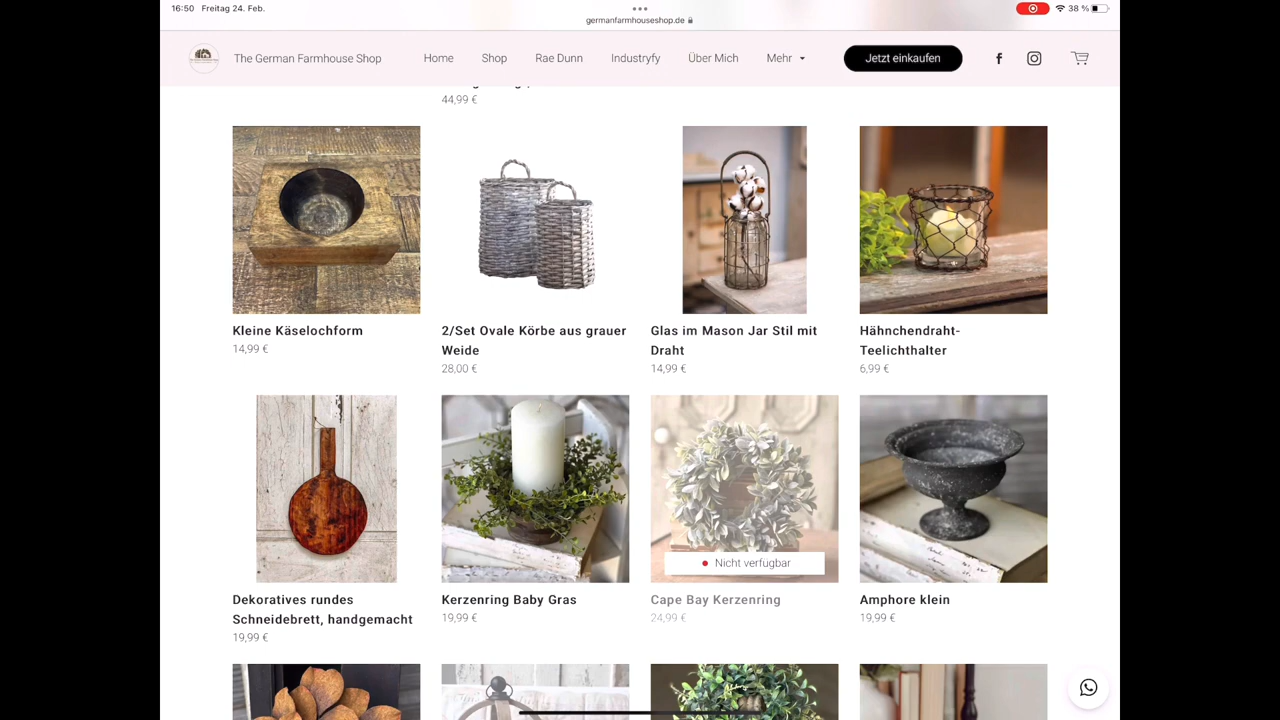 16:50 Freitag 24. Feb.
38 %
germanfarmhouseshop.de
The German Farmhouse Shop
Home
Shop
Rae Dunn
Industryfy
Über Mich
Mehr
Jetzt einkaufen
44,99 €
Kleine Käselochform
14,99 €
2/Set Ovale Körbe aus grauer
Weide
28,00 €
Glas im Mason Jar Stil mit
Draht
14,99 €
Hähnchendraht-
Teelichthalter
6,99 €
Dekoratives rundes
Schneidebrett, handgemacht
19,99 €
Kerzenring Baby Gras
19,99 €
Nicht verfügbar
Cape Bay Kerzenring
24,99 €
Amphore klein
19,99 €